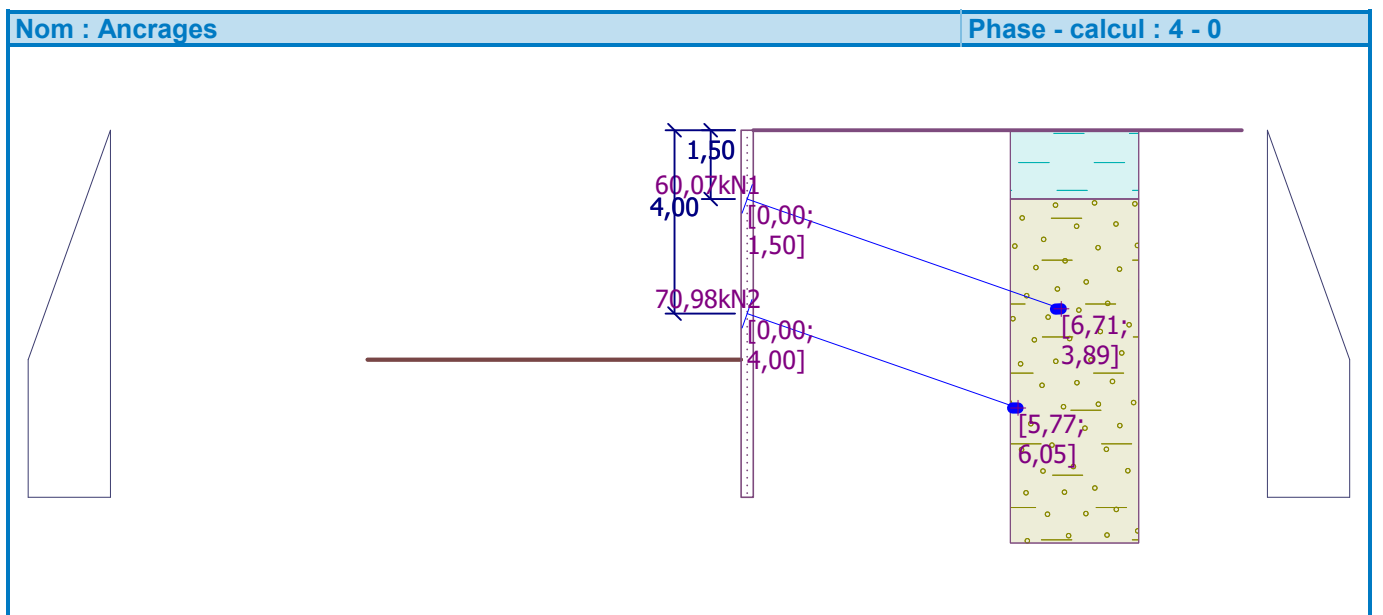 Nom : Ancrages
Phase - calcul : 4 - 0
1,50
60,07kN1
4,00
[0,00;
1,50]
70,98kN2
[0,00;
4,00]
[6,71;
3,89]
[5,77;
6,05]